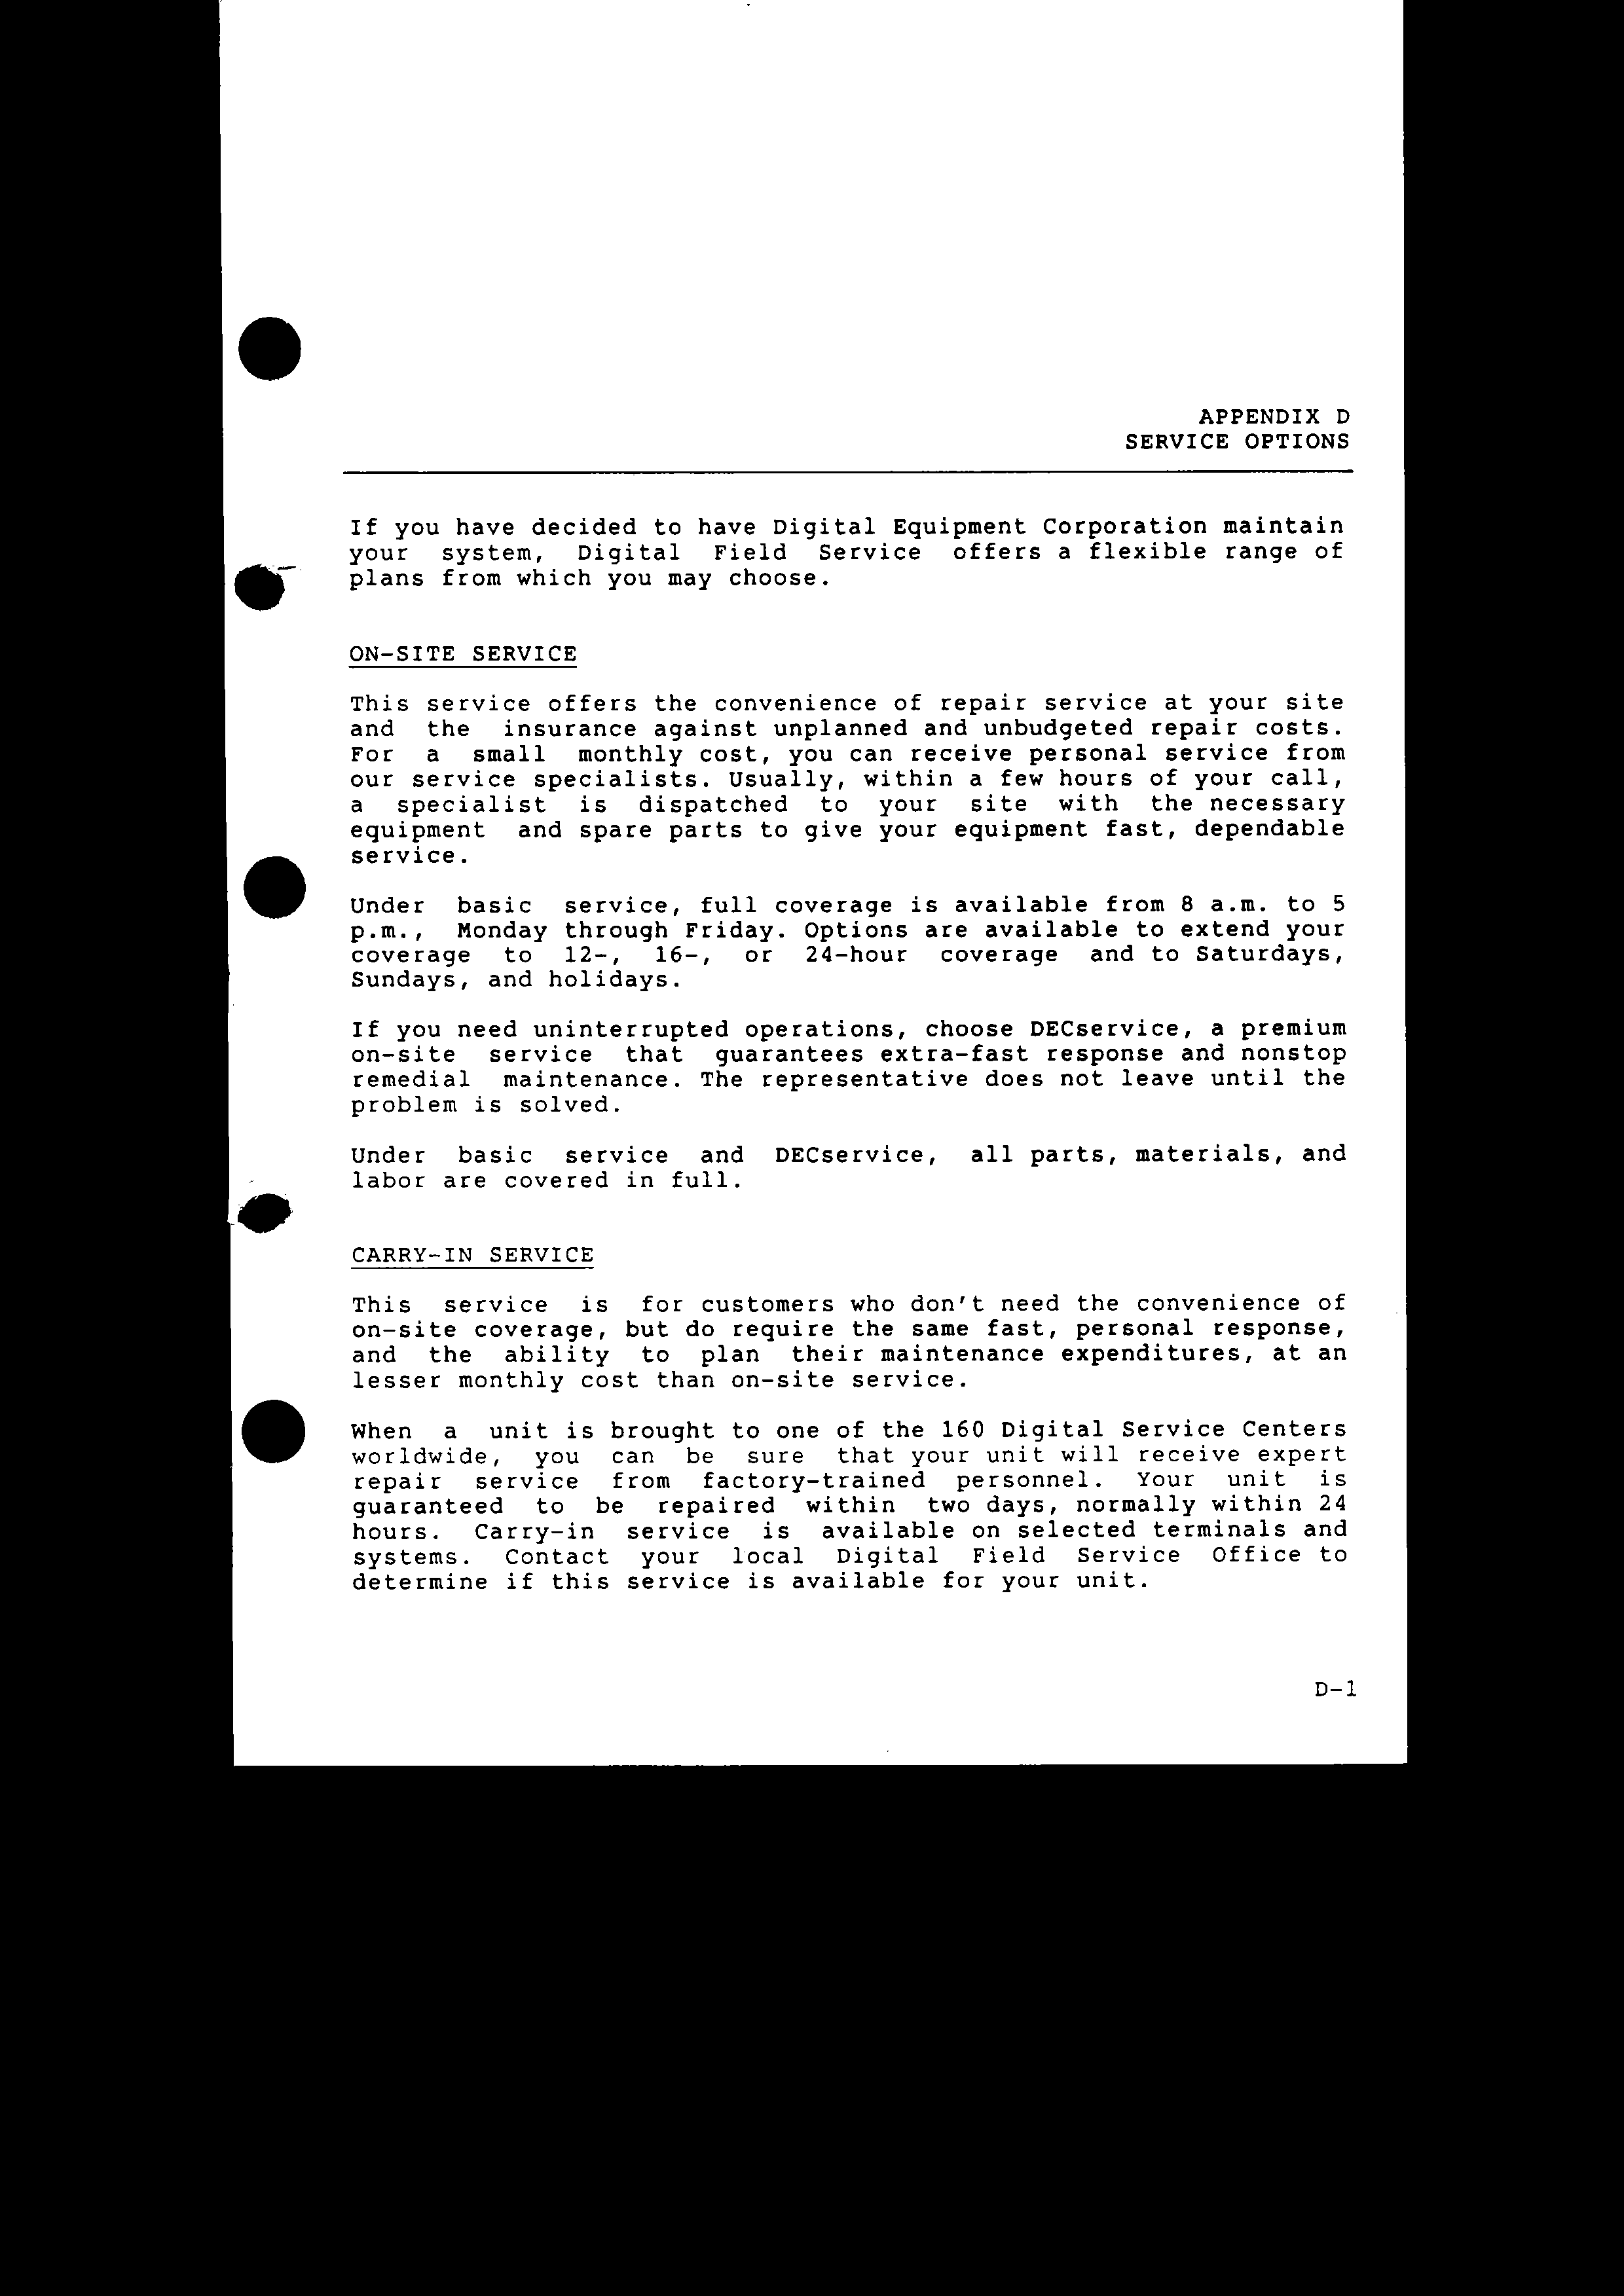 APPENDIX D
SERVICE OPTIONS
If you have decided to have Digital Equipment Corporation maintain
your system, Digital Field Service offers a flexible range of
plans from which you may choose.
ON-SITE SERVICE
This service offers the convenience of repair service at your site
and the insurance against unplanned and unbudgeted repair costs.
For a small monthly cost, you can receive personal service from
our service specialists. Usually, within a few hours of your call,
a specialist is dispatched to your site with the necessary
equipment and spare parts to give your equipment fast, dependable
service.
Under basic service, full coverage is available from 8 a.m. to 5
p.m., Monday through Friday. Options are available to extend your
coverage to 12-, 16-, or 24-hour coverage and to Saturdays,
Sundays, and holidays.
If you need uninterrupted operations, choose DECservice, a premium
on-site service that guarantees extra-fast response and nonstop
remedial maintenance. The representative does not leave until the
problem is solved.
Under basic service and DECservice, all parts, materials, and
labor are covered in full.
CARRY-IN SERVICE
This service is for customers who don't need the convenience of
on-site coverage, but do require the same fast, personal response,
and the ability to plan their maintenance expenditures, at an
lesser monthly cost than on-site service.
When a unit is brought to one of the 160 Digital Service Centers
worldwide, you can be sure that your unit will receive expert
repair service from factory-trained personnel. Your unit is
guaranteed to be repaired within two days, normally within 24
hours. Carry-in service is available on selected terminals and
systems. Contact your local Digital Field Service Office to
determine if this service is available for your unit.
D-1